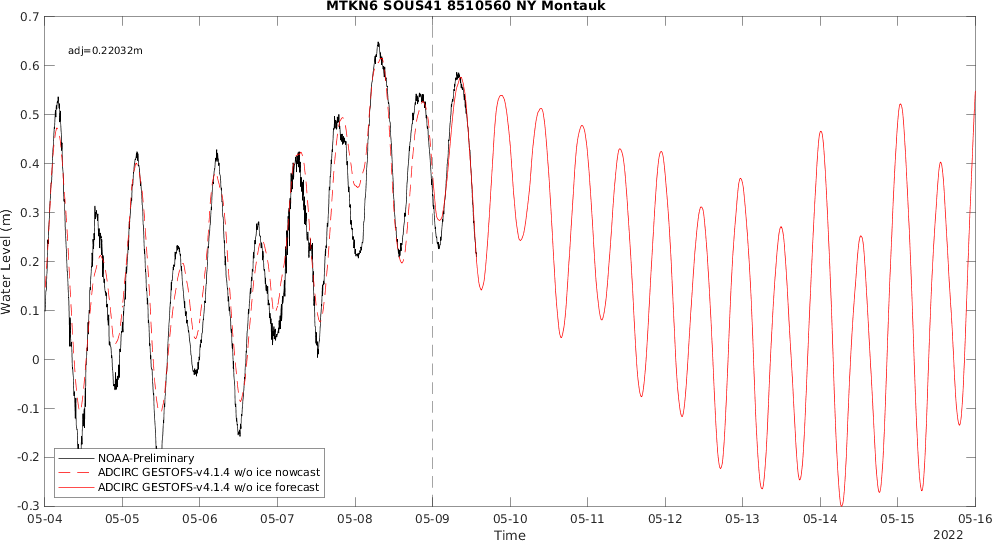 MTKN6 SOUS41 8510560 NY Montauk
adj=0.22032m
Water Level (m)
0.7
0.6
0.5
0.4
0.3
0.2
0.1
0
-0.1
-0.2
-0.3
NOAA-Preliminary
ADCIRC GESTOFS-v4.1.4 w/o ice nowcast
ADCIRC GESTOFS-v4.1.4 w/o ice forecast
05-04 05-05 05-06 05-07 05-08 05-09 05-10 05-11 05-12 05-13 05-14 05-15 05-16
Time
2022